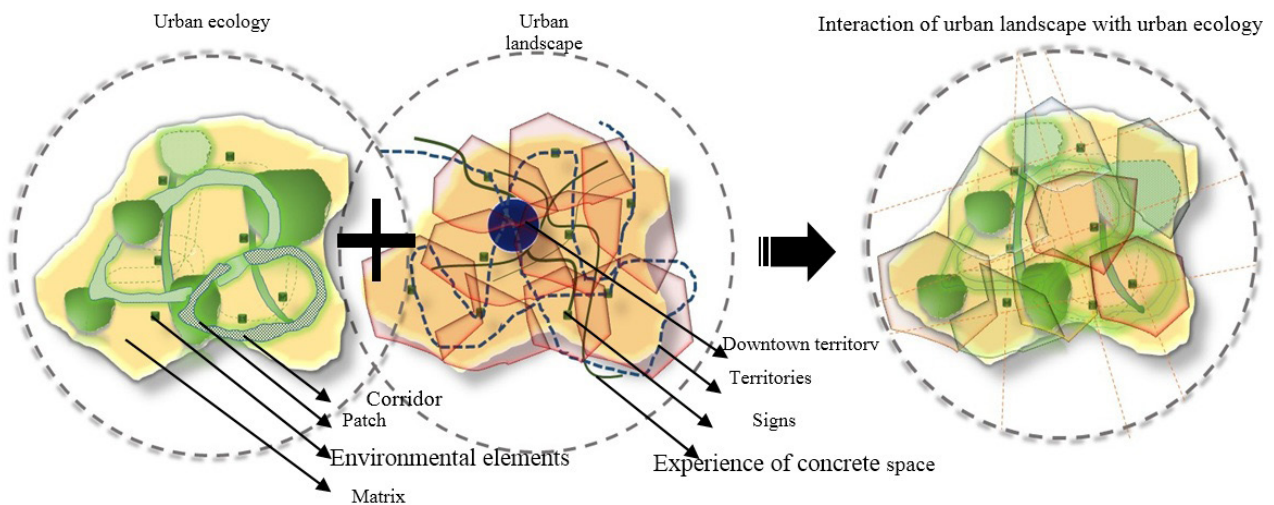 Urban ecology
Urban
landscape
Interaction of urban landscape with urban ecology
Downtown territory
Territories
Corridor
Patch
Signs
Environmental elements
Experience of concrete space
Matrix